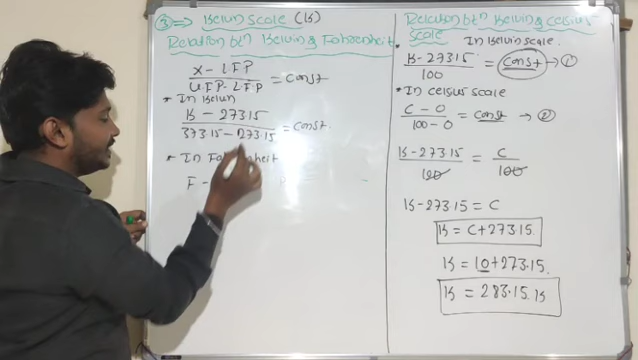 ③ ⇒ Kelvin scale (K)
Relation btn Kelvin & Fahrenheit
X - LFP / UFP - LFP = const
* In Kelvin
K - 273.15 / 373.15 - 273.15 = const.
* In Fahrenheit
F -
Relation btn Kelvin & Celsius
scale
* In Kelvin scale.
K - 273.15 / 100 = const → ①
* In Celsius scale
C - 0 / 100 - 0 = const → ②
K - 273.15 / 100 = C / 100
K - 273.15 = C
K = C + 273.15.
K = 10 + 273.15.
K = 283.15. K